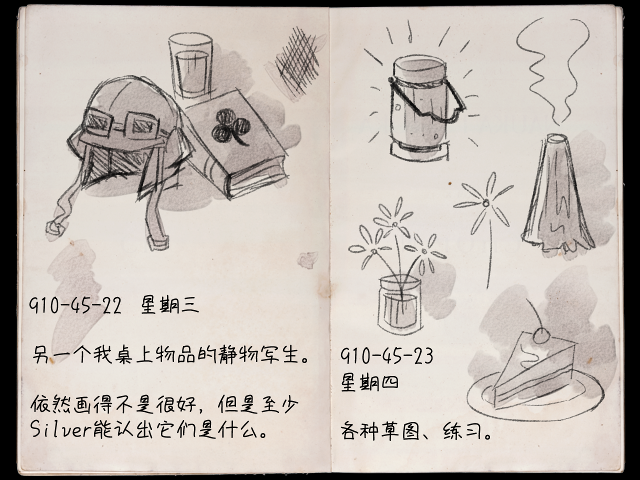 910-45-22 星期三
另一个我桌上物品的静物写生。
依然画得不是很好，但是至少
Silver能认出它们是什么。
910-45-23
星期四
各种草图、练习。